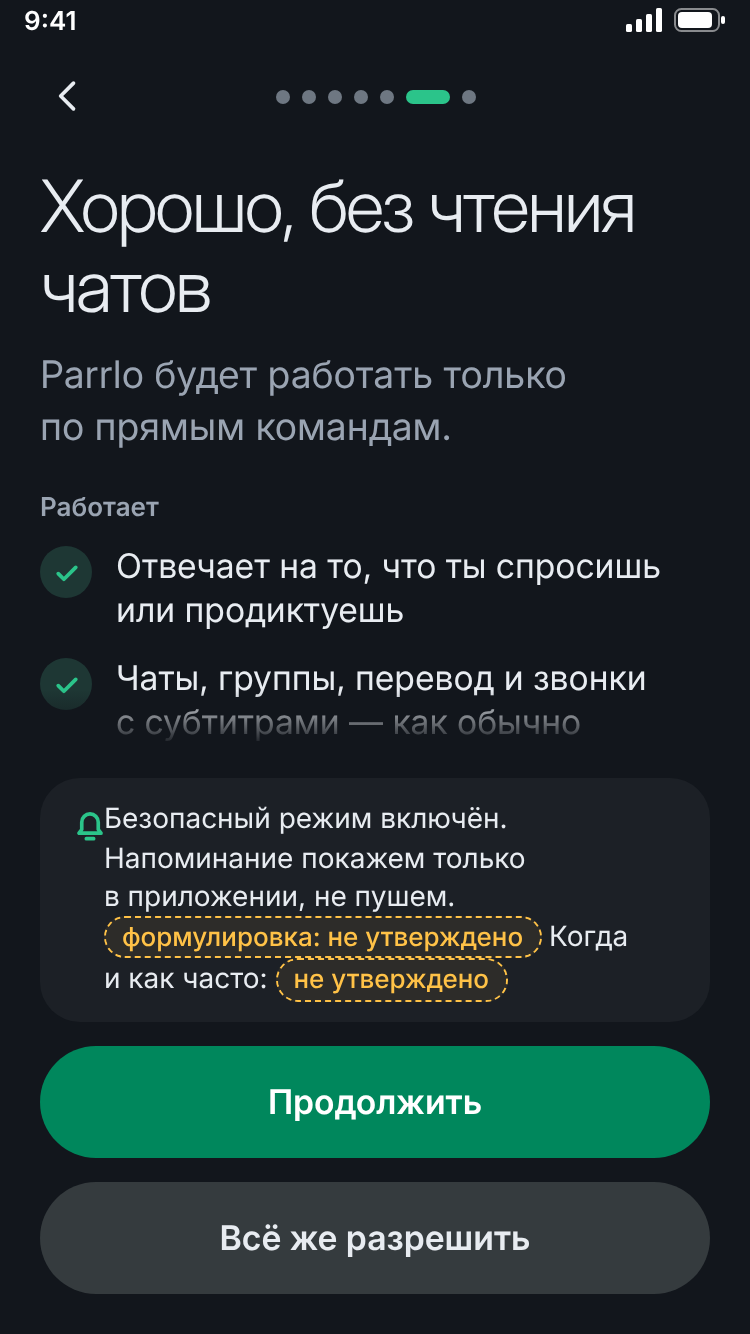 9:41
Хорошо, без чтения
чатов
Parrlo будет работать только
по прямым командам.
Работает
Отвечает на то, что ты спросишь
или продиктуешь
Чаты, группы, перевод и звонки
с субтитрами — как обычно
Безопасный режим включён.
Напоминание покажем только
в приложении, не пушем.
формулировка: не утверждено Когда
и как часто: не утверждено
Продолжить
Всё же разрешить